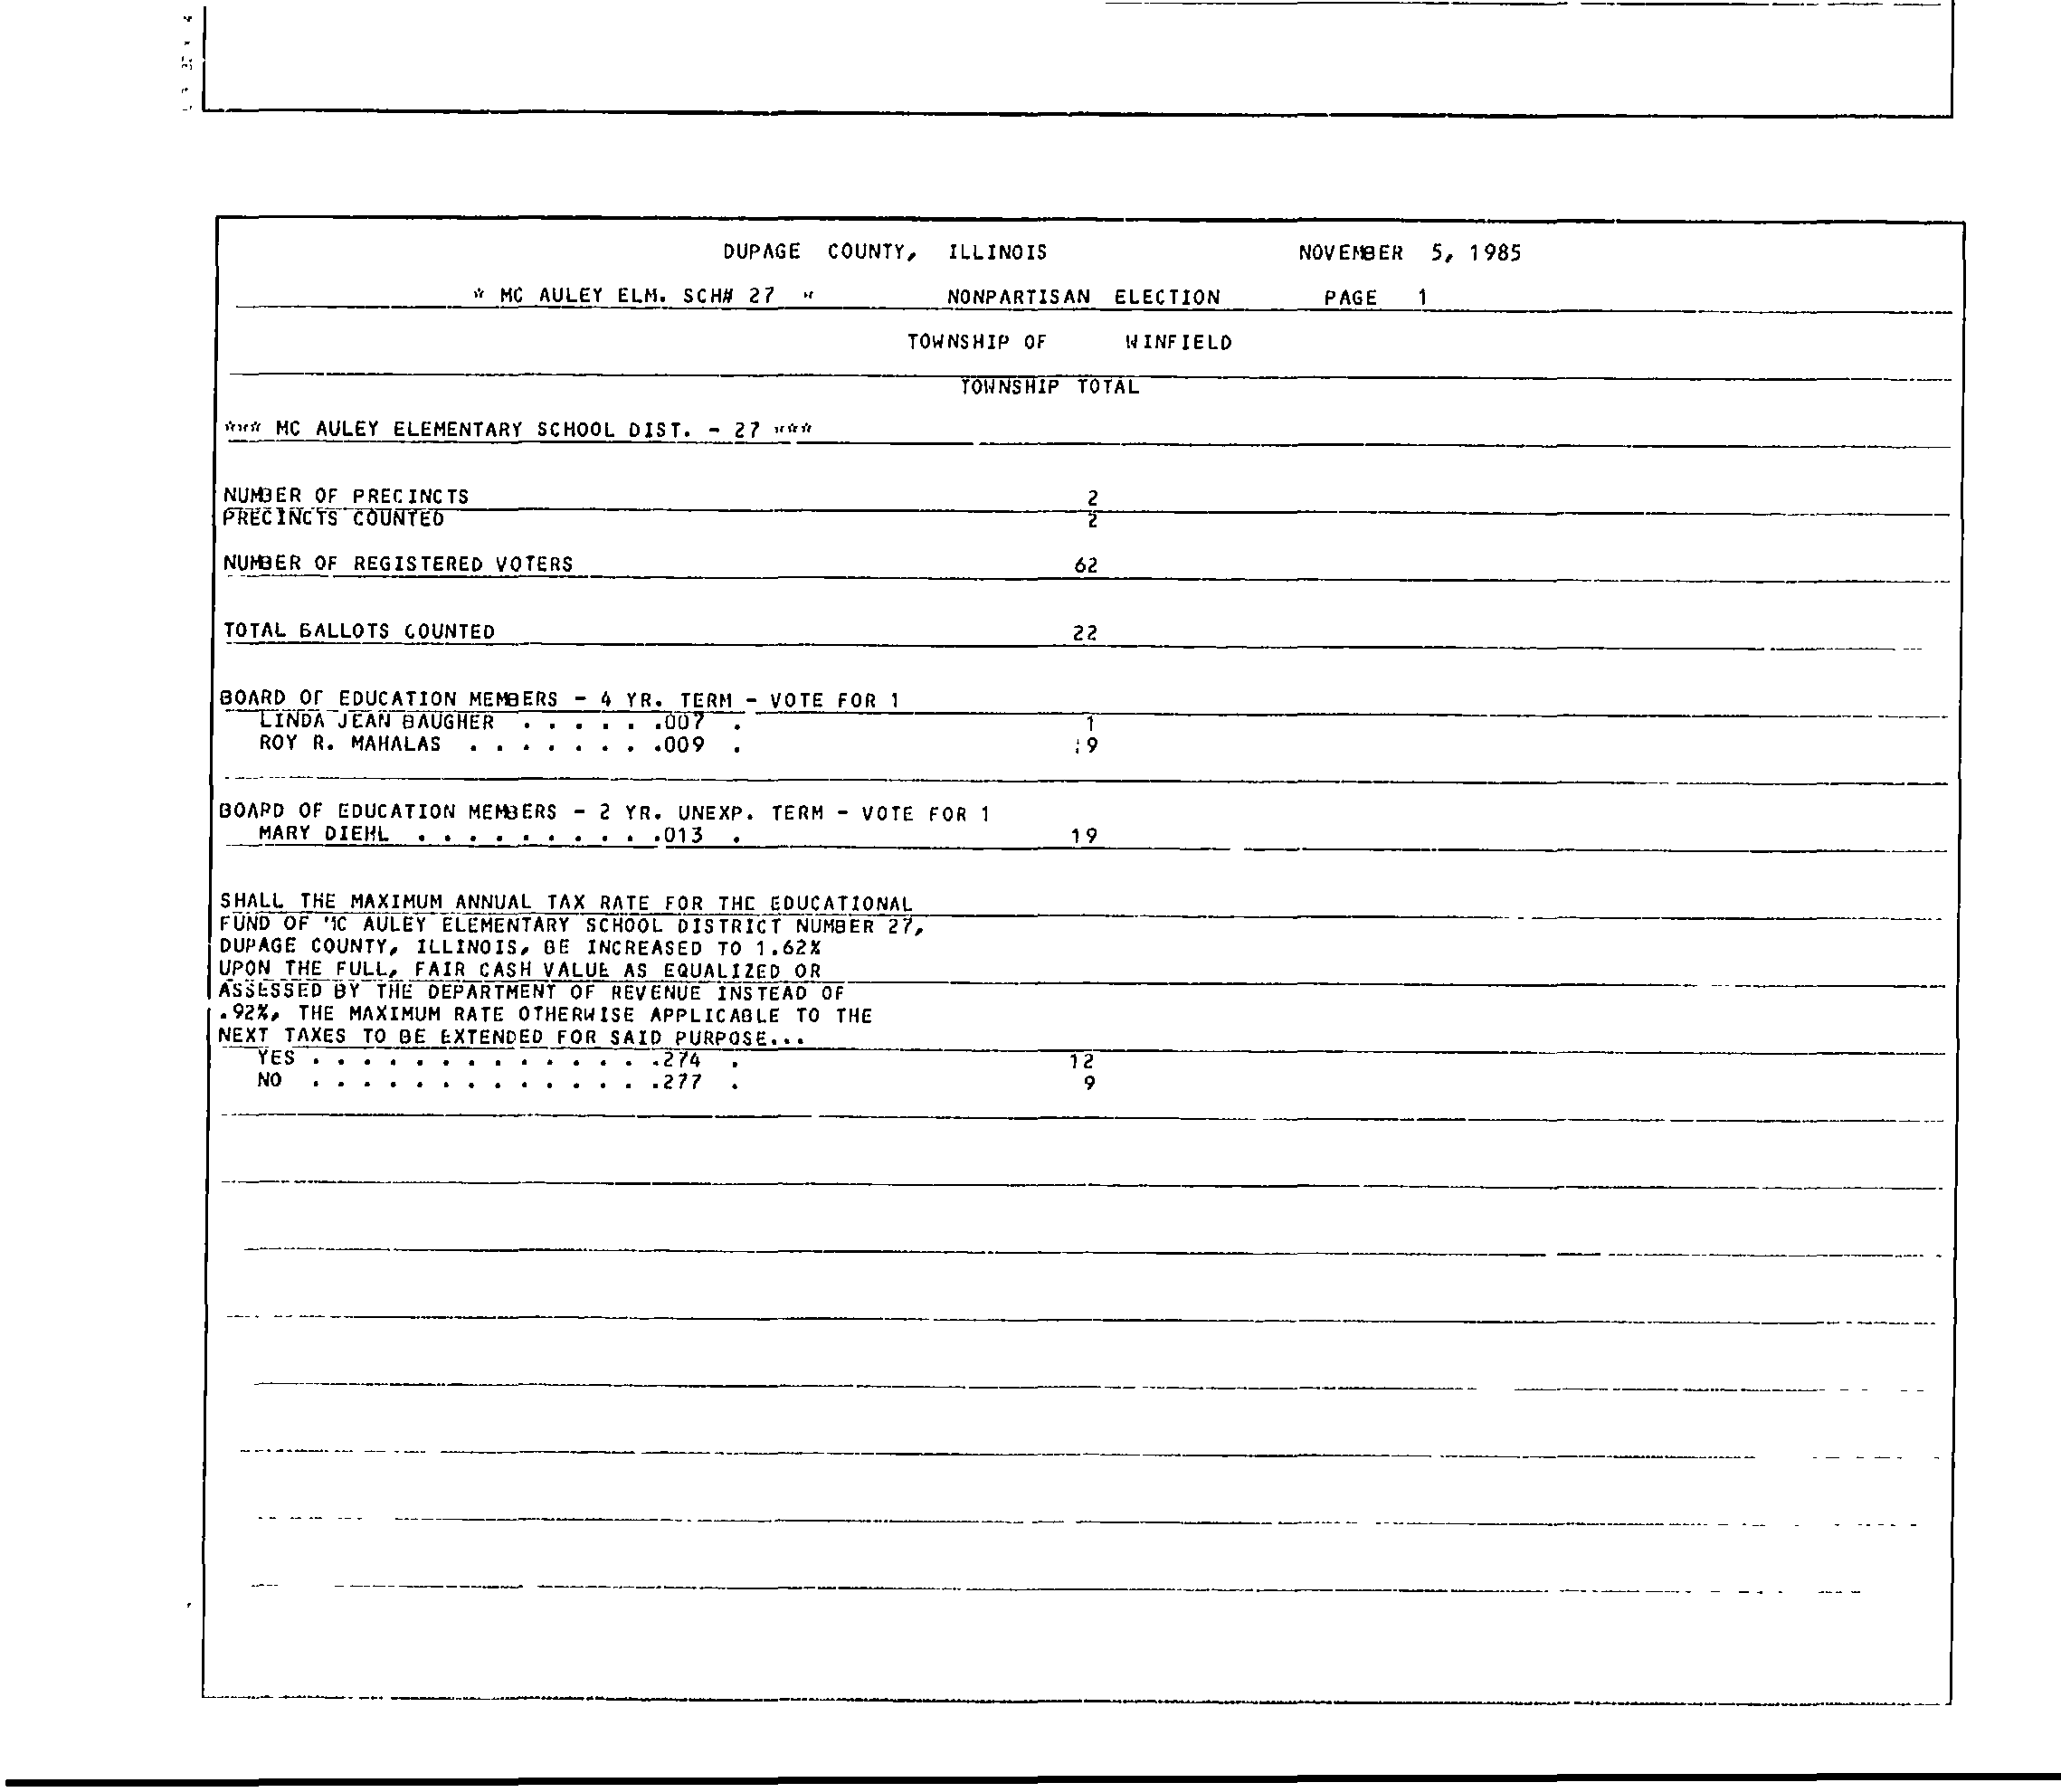 DUPAGE COUNTY, ILLINOIS NOVEMBER 5, 1985
* MC AULEY ELM. SCH# 27 * NONPARTISAN ELECTION PAGE 1
TOWNSHIP OF WINFIELD
TOWNSHIP TOTAL
*** MC AULEY ELEMENTARY SCHOOL DIST. - 27 ***
NUMBER OF PRECINCTS 2
PRECINCTS COUNTED 2
NUMBER OF REGISTERED VOTERS 62
TOTAL BALLOTS COUNTED 22
BOARD OF EDUCATION MEMBERS - 4 YR. TERM - VOTE FOR 1
LINDA JEAN BAUGHER . . . . . .007 . 1
ROY R. MAHALAS . . . . . . . .009 . 19
BOARD OF EDUCATION MEMBERS - 2 YR. UNEXP. TERM - VOTE FOR 1
MARY DIEHL . . . . . . . . . .013 . 19
SHALL THE MAXIMUM ANNUAL TAX RATE FOR THE EDUCATIONAL
FUND OF MC AULEY ELEMENTARY SCHOOL DISTRICT NUMBER 27,
DUPAGE COUNTY, ILLINOIS, BE INCREASED TO 1.62%
UPON THE FULL, FAIR CASH VALUE AS EQUALIZED OR
ASSESSED BY THE DEPARTMENT OF REVENUE INSTEAD OF
.92%, THE MAXIMUM RATE OTHERWISE APPLICABLE TO THE
NEXT TAXES TO BE EXTENDED FOR SAID PURPOSE...
YES . . . . . . . . . . . . . .274 . 12
NO . . . . . . . . . . . . . .277 . 9